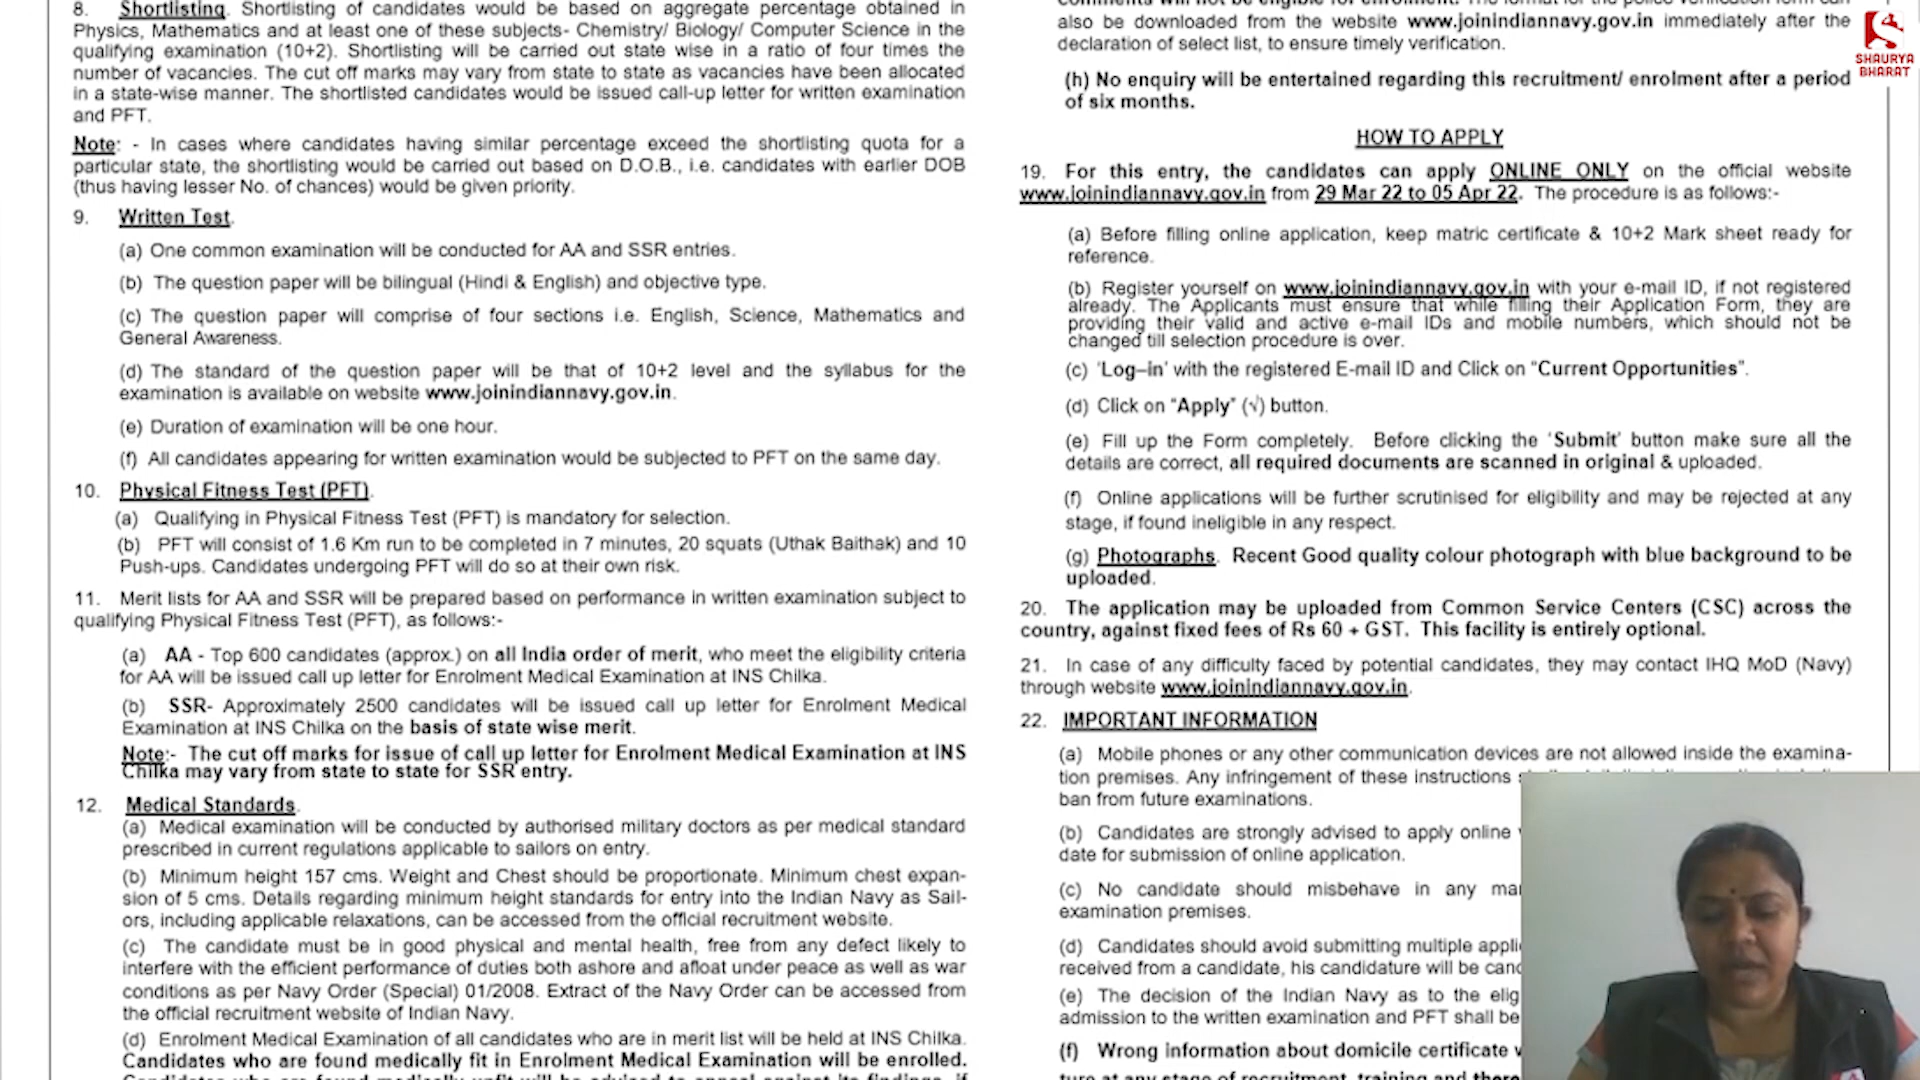 8. Shortlisting. Shortlisting of candidates would be based on aggregate percentage obtained in
Physics, Mathematics and at least one of these subjects- Chemistry/ Biology/ Computer Science in the
qualifying examination (10+2). Shortlisting will be carried out state wise in a ratio of four times the
number of vacancies. The cut off marks may vary from state to state as vacancies have been allocated
in a state-wise manner. The shortlisted candidates would be issued call-up letter for written examination
and PFT.
Note: - In cases where candidates having similar percentage exceed the shortlisting quota for a
particular state, the shortlisting would be carried out based on D.O.B., i.e. candidates with earlier DOB
(thus having lesser No. of chances) would be given priority.
9. Written Test.
(a) One common examination will be conducted for AA and SSR entries.
(b) The question paper will be bilingual (Hindi & English) and objective type.
(c) The question paper will comprise of four sections i.e. English, Science, Mathematics and
General Awareness.
(d) The standard of the question paper will be that of 10+2 level and the syllabus for the
examination is available on website www.joinindiannavy.gov.in.
(e) Duration of examination will be one hour.
(f) All candidates appearing for written examination would be subjected to PFT on the same day.
10. Physical Fitness Test (PFT).
(a) Qualifying in Physical Fitness Test (PFT) is mandatory for selection.
(b) PFT will consist of 1.6 Km run to be completed in 7 minutes, 20 squats (Uthak Baithak) and 10
Push-ups. Candidates undergoing PFT will do so at their own risk.
11. Merit lists for AA and SSR will be prepared based on performance in written examination subject to
qualifying Physical Fitness Test (PFT), as follows:-
(a) AA - Top 600 candidates (approx.) on all India order of merit, who meet the eligibility criteria
for AA will be issued call up letter for Enrolment Medical Examination at INS Chilka.
(b) SSR- Approximately 2500 candidates will be issued call up letter for Enrolment Medical
Examination at INS Chilka on the basis of state wise merit.
Note:- The cut off marks for issue of call up letter for Enrolment Medical Examination at INS
Chilka may vary from state to state for SSR entry.
12. Medical Standards.
(a) Medical examination will be conducted by authorised military doctors as per medical standard
prescribed in current regulations applicable to sailors on entry.
(b) Minimum height 157 cms. Weight and Chest should be proportionate. Minimum chest expan-
sion of 5 cms. Details regarding minimum height standards for entry into the Indian Navy as Sail-
ors, including applicable relaxations, can be accessed from the official recruitment website.
(c) The candidate must be in good physical and mental health, free from any defect likely to
interfere with the efficient performance of duties both ashore and afloat under peace as well as war
conditions as per Navy Order (Special) 01/2008. Extract of the Navy Order can be accessed from
the official recruitment website of Indian Navy.
(d) Enrolment Medical Examination of all candidates who are in merit list will be held at INS Chilka.
Candidates who are found medically fit in Enrolment Medical Examination will be enrolled.
also be downloaded from the website www.joinindiannavy.gov.in immediately after the
declaration of select list, to ensure timely verification.
(h) No enquiry will be entertained regarding this recruitment/ enrolment after a period
of six months.
HOW TO APPLY
19. For this entry, the candidates can apply ONLINE ONLY on the official website
www.joinindiannavy.gov.in from 29 Mar 22 to 05 Apr 22. The procedure is as follows:-
(a) Before filling online application, keep matric certificate & 10+2 Mark sheet ready for
reference.
(b) Register yourself on www.joinindiannavy.gov.in with your e-mail ID, if not registered
already. The Applicants must ensure that while filling their Application Form, they are
providing their valid and active e-mail IDs and mobile numbers, which should not be
changed till selection procedure is over.
(c) 'Log–in' with the registered E-mail ID and Click on "Current Opportunities".
(d) Click on "Apply" (√) button.
(e) Fill up the Form completely. Before clicking the 'Submit' button make sure all the
details are correct, all required documents are scanned in original & uploaded.
(f) Online applications will be further scrutinised for eligibility and may be rejected at any
stage, if found ineligible in any respect.
(g) Photographs. Recent Good quality colour photograph with blue background to be
uploaded.
20. The application may be uploaded from Common Service Centers (CSC) across the
country, against fixed fees of Rs 60 + GST. This facility is entirely optional.
21. In case of any difficulty faced by potential candidates, they may contact IHQ MoD (Navy)
through website www.joinindiannavy.gov.in.
22. IMPORTANT INFORMATION
(a) Mobile phones or any other communication devices are not allowed inside the examina-
tion premises. Any infringement of these instructions
ban from future examinations.
(b) Candidates are strongly advised to apply online
date for submission of online application.
(c) No candidate should misbehave in any
examination premises.
(d) Candidates should avoid submitting multiple
received from a candidate, his candidature will be
(e) The decision of the Indian Navy as to the
admission to the written examination and PFT shall be
(f) Wrong information about domicile certificate
ture at any stage of recruitment, training and
SHAURYA
BHARAT